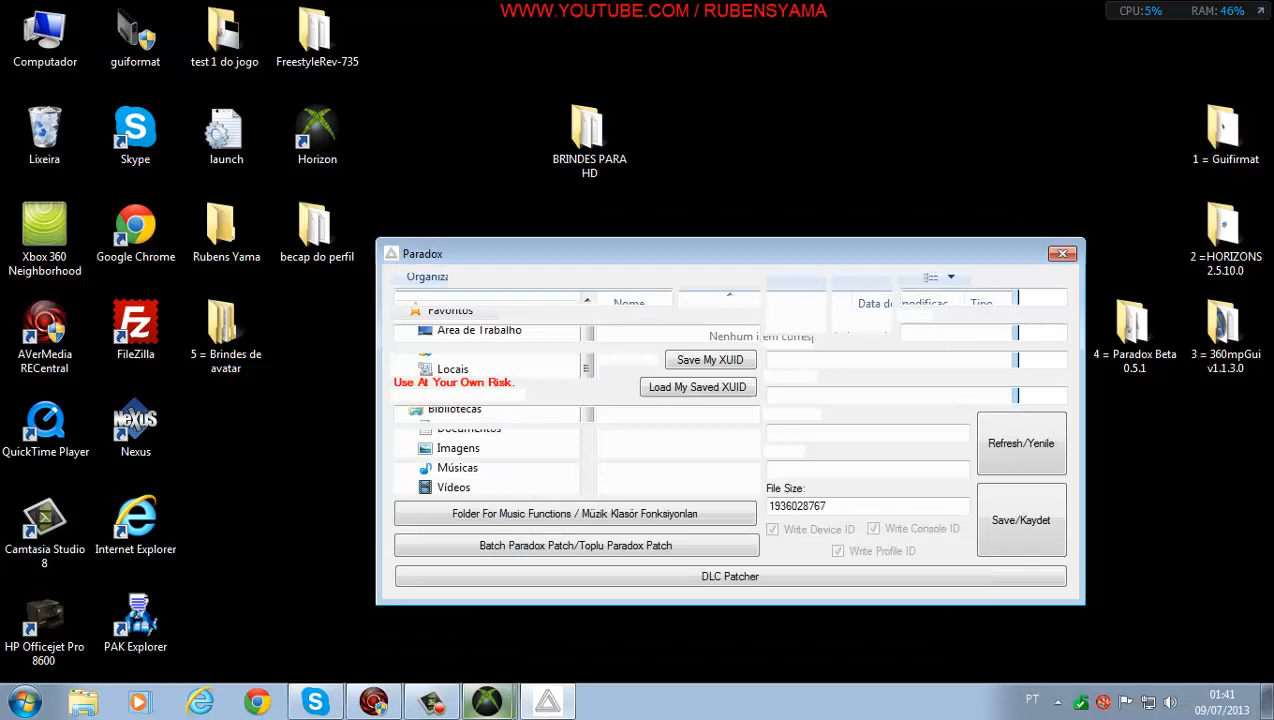 WWW.YOUTUBE.COM / RUBENSYAMA
CPU:5% RAM: 46%
Computador
guiformat
test 1 do jogo
FreestyleRev-735
Lixeira
Skype
launch
Horizon
BRINDES PARA
HD
1 = Guifirmat
Xbox 360
Neighborhood
Google Chrome
Rubens Yama
becap do perfil
2 =HORIZONS
2.5.10.0
AVerMedia
RECentral
FileZilla
5 = Brindes de
avatar
4 = Paradox Beta
0.5.1
3 = 360mpGui
v1.1.3.0
QuickTime Player
Nexus
Camtasia Studio
8
Internet Explorer
HP Officejet Pro
8600
PAK Explorer
Paradox
Organiza
Nome
Tipo
Favoritos
Área de Trabalho
Locais
Save My XUID
Use At Your Own Risk.
Load My Saved XUID
Bibliotecas
Documentos
Imagens
Músicas
Vídeos
Refresh/Yenile
File Size:
1936028767
Write Device ID
Write Console ID
Write Profile ID
Save/Kaydet
Folder For Music Functions / Müzik Klasör Fonksiyonları
Batch Paradox Patch/Toplu Paradox Patch
DLC Patcher
PT
01:41
09/07/2013